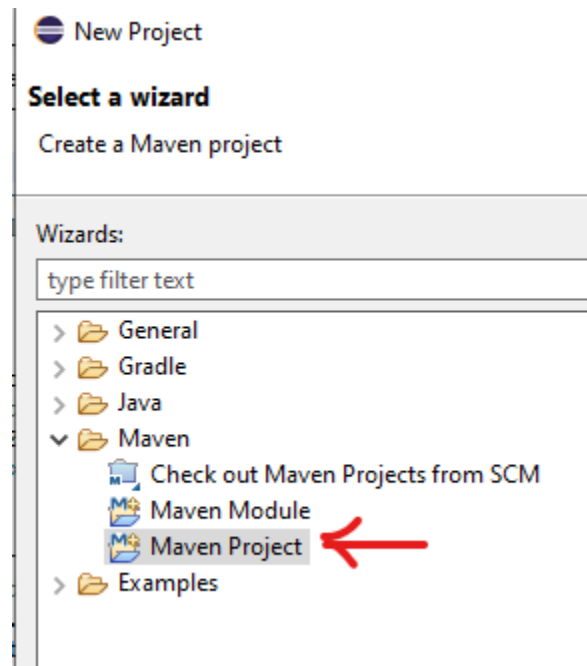 New Project
Select a wizard
Create a Maven project
Wizards:
type filter text
General
Gradle
Java
Maven
Check out Maven Projects from SCM
Maven Module
Maven Project
Examples